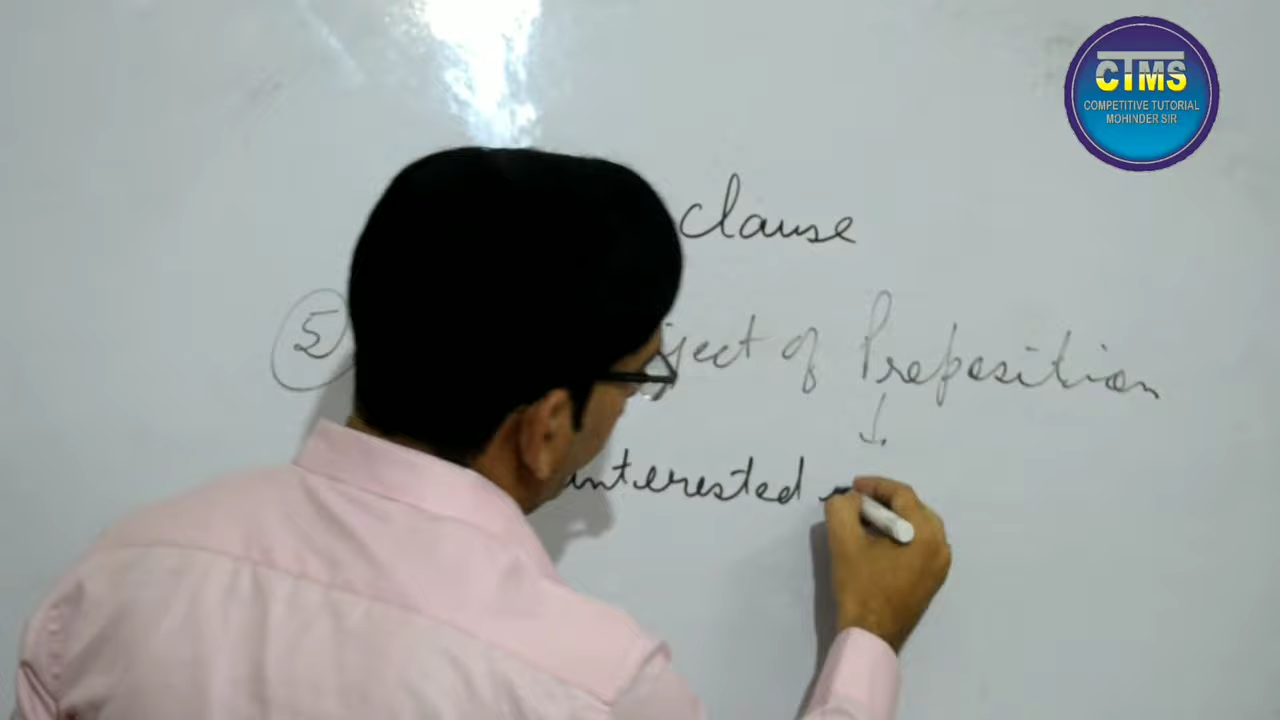 CTMS
COMPETITIVE TUTORIAL
MOHINDER SIR
clause
5 ject of Preposition
interested